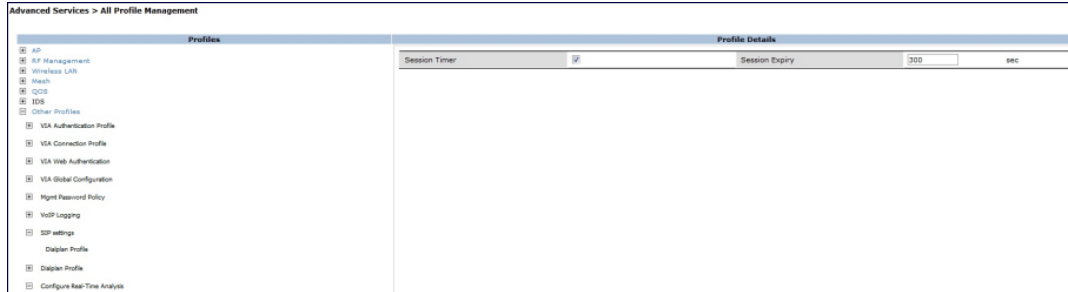 Advanced Services > All Profile Management
Profiles
AP
RF Management
Wireless LAN
Mesh
QOS
IDS
Other Profiles
VIA Authentication Profile
VIA Connection Profile
VIA Web Authentication
VIA Global Configuration
Mgmt Password Policy
VoIP Logging
SIP settings
Dialplan Profile
Dialplan Profile
Configure Real-Time Analysis
Profile Details
Session Timer Session Expiry 300 sec